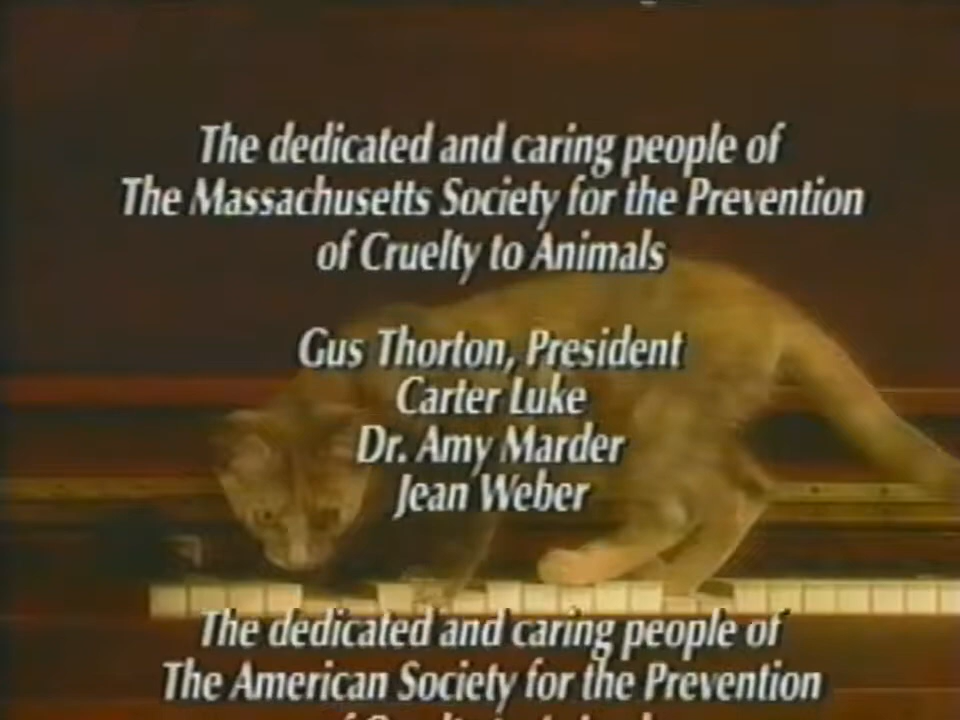 The dedicated and caring people of
The Massachusetts Society for the Prevention
of Cruelty to Animals
Gus Thorton, President
Carter Luke
Dr. Amy Marder
Jean Weber
The dedicated and caring people of
The American Society for the Prevention